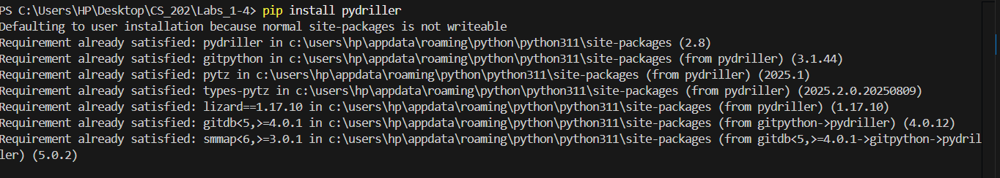 PS C:\Users\HP\Desktop\CS_202\Labs_1-4> pip install pydriller
Defaulting to user installation because normal site-packages is not writeable
Requirement already satisfied: pydriller in c:\users\hp\appdata\roaming\python\python311\site-packages (2.8)
Requirement already satisfied: gitpython in c:\users\hp\appdata\roaming\python\python311\site-packages (from pydriller) (3.1.44)
Requirement already satisfied: pytz in c:\users\hp\appdata\roaming\python\python311\site-packages (from pydriller) (2025.1)
Requirement already satisfied: types-pytz in c:\users\hp\appdata\roaming\python\python311\site-packages (from pydriller) (2025.2.0.20250809)
Requirement already satisfied: lizard==1.17.10 in c:\users\hp\appdata\roaming\python\python311\site-packages (from pydriller) (1.17.10)
Requirement already satisfied: gitdb<5,>=4.0.1 in c:\users\hp\appdata\roaming\python\python311\site-packages (from gitpython->pydriller) (4.0.12)
Requirement already satisfied: smmap<6,>=3.0.1 in c:\users\hp\appdata\roaming\python\python311\site-packages (from gitdb<5,>=4.0.1->gitpython->pydril
ler) (5.0.2)